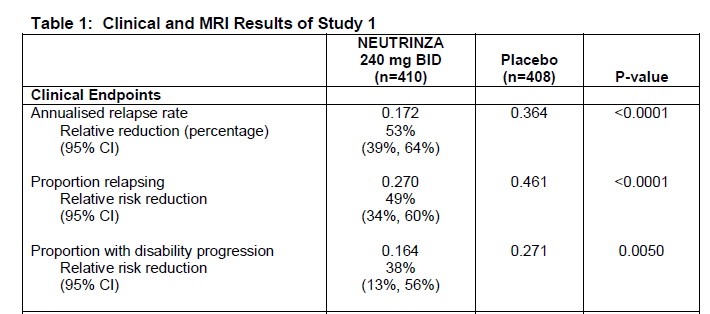 Table 1: Clinical and MRI Results of Study 1
NEUTRINZA
240 mg BID
(n=410)
Placebo
(n=408)
P-value
Clinical Endpoints
Annualised relapse rate 0.172 0.364 <0.0001
Relative reduction (percentage) 53%
(95% CI) (39%, 64%)
Proportion relapsing 0.270 0.461 <0.0001
Relative risk reduction 49%
(95% CI) (34%, 60%)
Proportion with disability progression 0.164 0.271 0.0050
Relative risk reduction 38%
(95% CI) (13%, 56%)